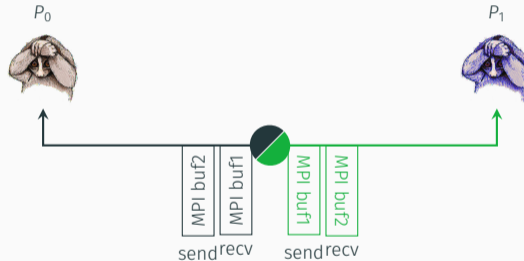 P0 P1
MPI buf2 MPI buf1 MPI buf1 MPI buf2
send recv send recv